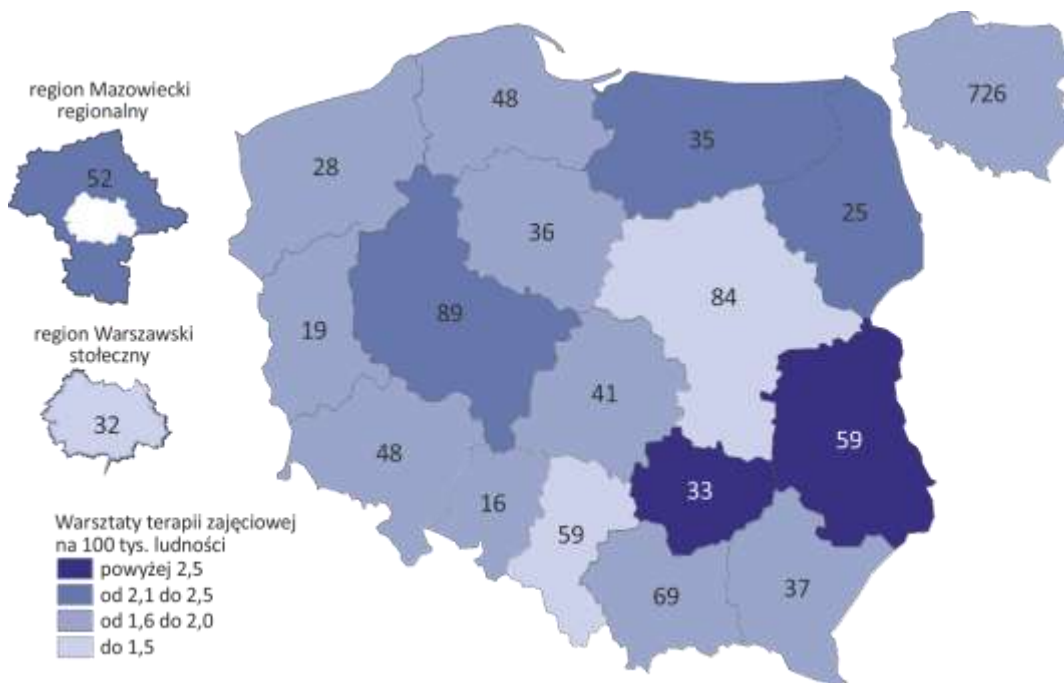 region Mazowiecki
regionalny
52
region Warszawski
stołeczny
32
Warsztaty terapii zajęciowej
na 100 tys. ludności
powyżej 2,5
od 2,1 do 2,5
od 1,6 do 2,0
do 1,5
48
28
35
25
36
84
89
19
41
48
16
59
33
59
69
37
726